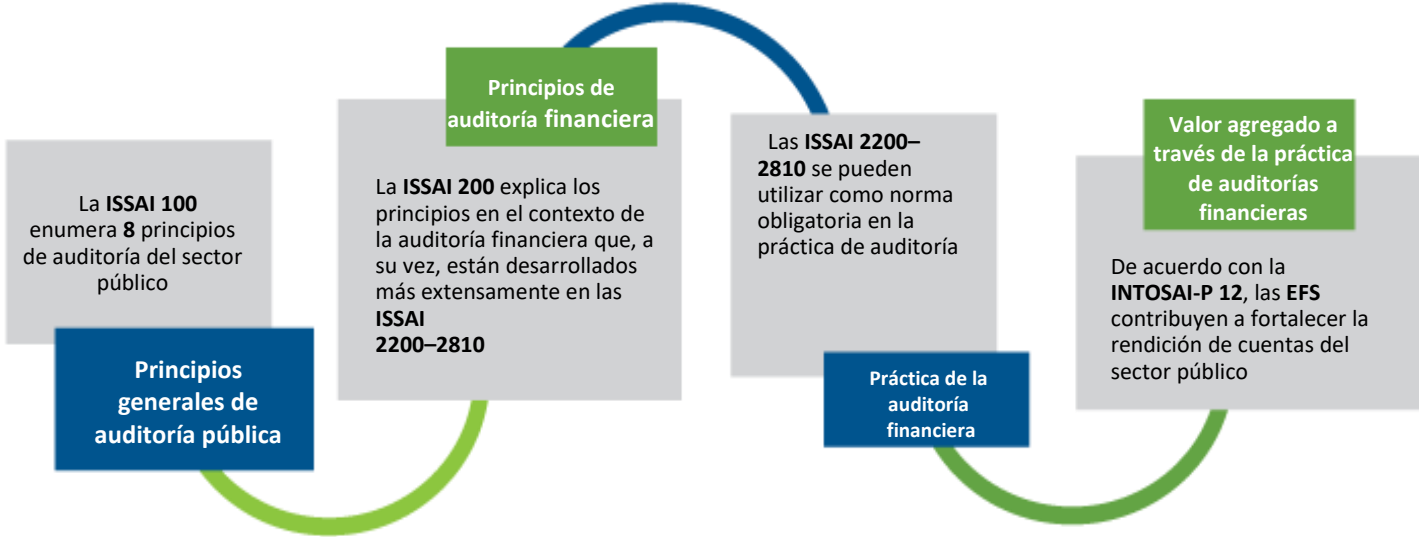 La ISSAI 100
enumera 8 principios
de auditoría del sector
público
Principios
generales de
auditoría pública
Principios de
auditoría financiera
La ISSAI 200 explica los
principios en el contexto de
la auditoría financiera que, a
su vez, están desarrollados
más extensamente en las
ISSAI
2200–2810
Las ISSAI 2200–
2810 se pueden
utilizar como norma
obligatoria en la
práctica de auditoría
Práctica de la
auditoría
financiera
Valor agregado a
través de la práctica
de auditorías
financieras
De acuerdo con la
INTOSAI-P 12, las EFS
contribuyen a fortalecer la
rendición de cuentas del
sector público